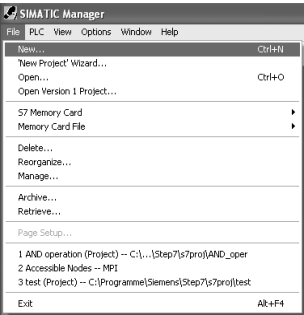 SIMATIC Manager
File PLC View Options Window Help
New... Ctrl+N
'New Project' Wizard...
Open... Ctrl+O
Open Version 1 Project...
S7 Memory Card
Memory Card File
Delete...
Reorganize...
Manage...
Archive...
Retrieve...
Page Setup...
1 AND operation (Project) -- C:\...\Step7\s7proj\AND_oper
2 Accessible Nodes -- MPI
3 test (Project) -- C:\Programme\Siemens\Step7\s7proj\test
Exit Alt+F4